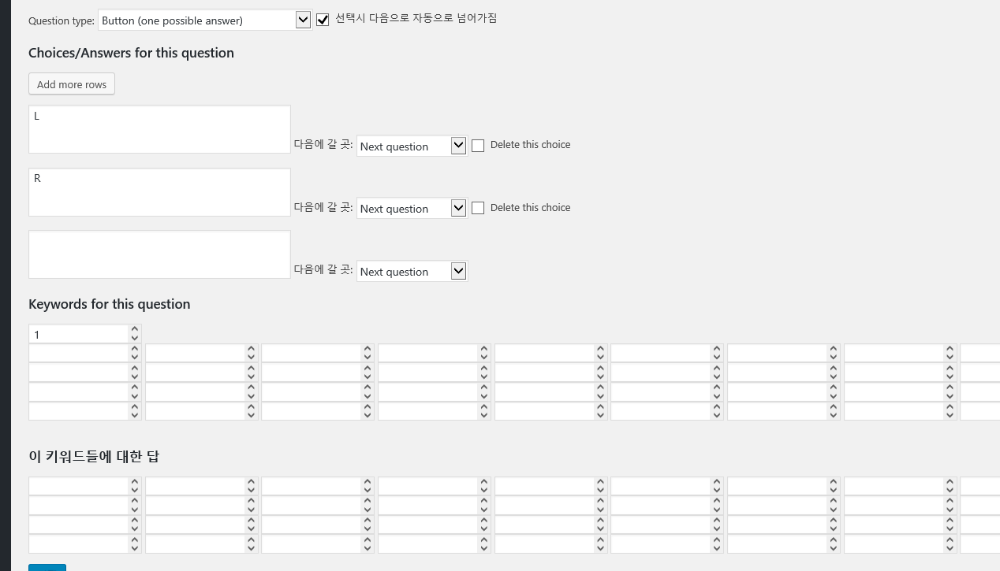 Question type: Button (one possible answer) 선택시 다음으로 자동으로 넘어가짐
Choices/Answers for this question
Add more rows
L
다음에 갈 곳: Next question Delete this choice
R
다음에 갈 곳: Next question Delete this choice
다음에 갈 곳: Next question
Keywords for this question
1
이 키워드들에 대한 답